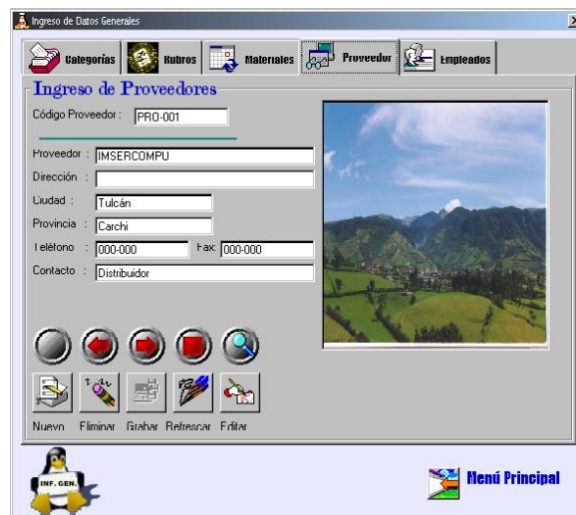 Ingreso de Datos Generales
Categorías Rubros Materiales Proveedor Empleados
Ingreso de Proveedores
Código Proveedor : PRO-001
Proveedor : IMSERCOMPU
Dirección :
Ciudad : Tulcán
Provincia : Carchi
Teléfono : 000-000 Fax: 000-000
Contacto : Distribuidor
Nuevo Eliminar Grabar Refrescar Editar
INF. GEN.
Menú Principal